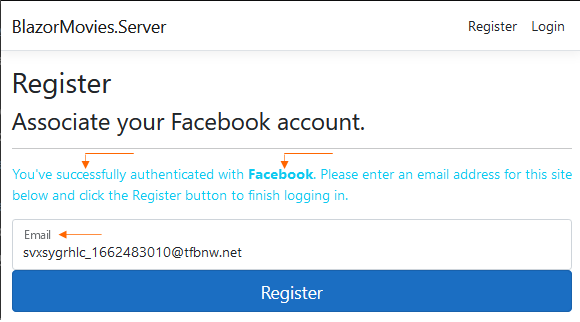 BlazorMovies.Server Register Login
Register
Associate your Facebook account.
You've successfully authenticated with Facebook. Please enter an email address for this site
below and click the Register button to finish logging in.
Email
svxsygrhlc_1662483010@tfbnw.net
Register